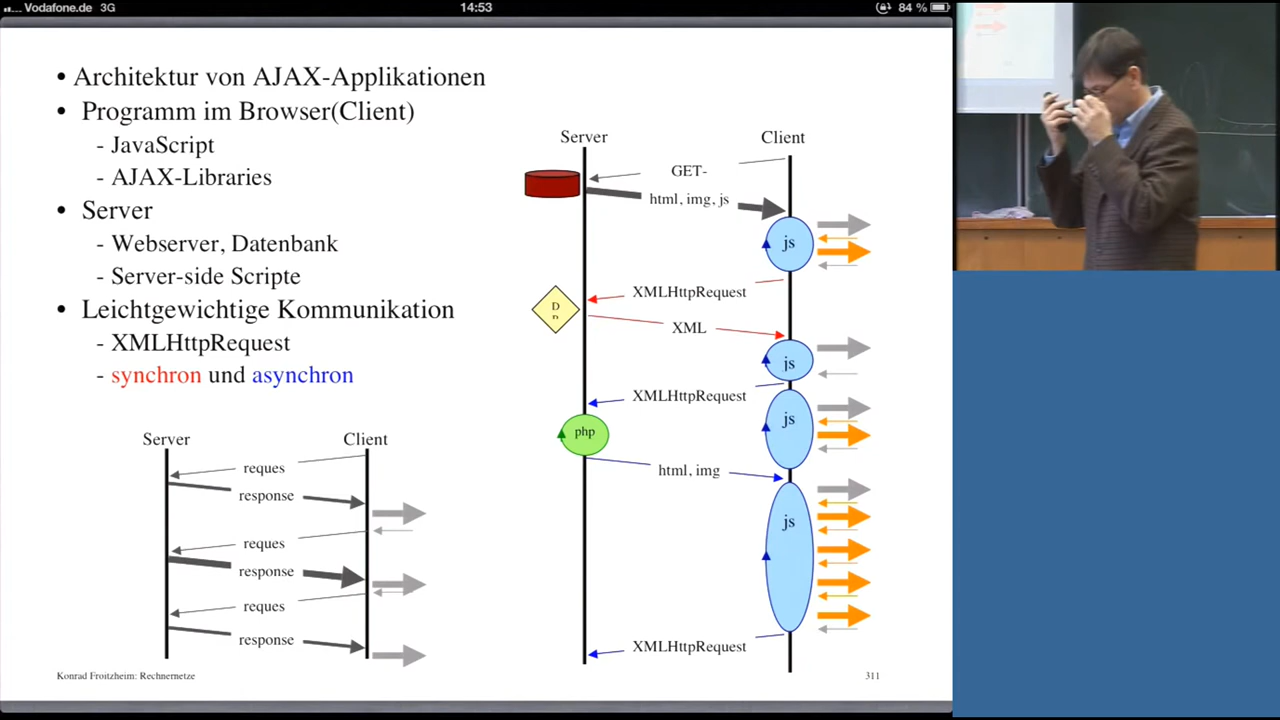 Vodafone.de 3G
14:53
84 %
• Architektur von AJAX-Applikationen
• Programm im Browser(Client)
- JavaScript
- AJAX-Libraries
• Server
- Webserver, Datenbank
- Server-side Scripte
• Leichtgewichtige Kommunikation
- XMLHttpRequest
- synchron und asynchron
Server
Client
reques
response
reques
response
reques
response
Server
Client
GET-
html, img, js
js
XMLHttpRequest
D
XML
js
XMLHttpRequest
js
php
html, img
js
XMLHttpRequest
Konrad Froitzheim: Rechnernetze
311